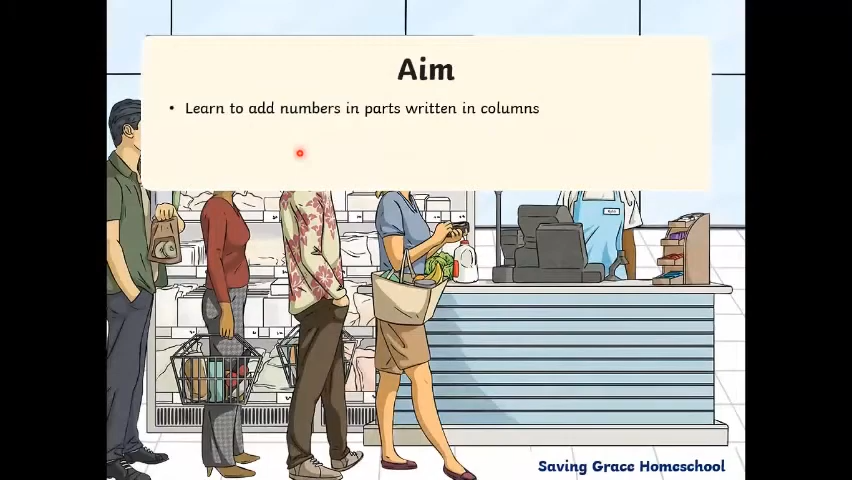 Aim
• Learn to add numbers in parts written in columns
Saving Grace Homeschool